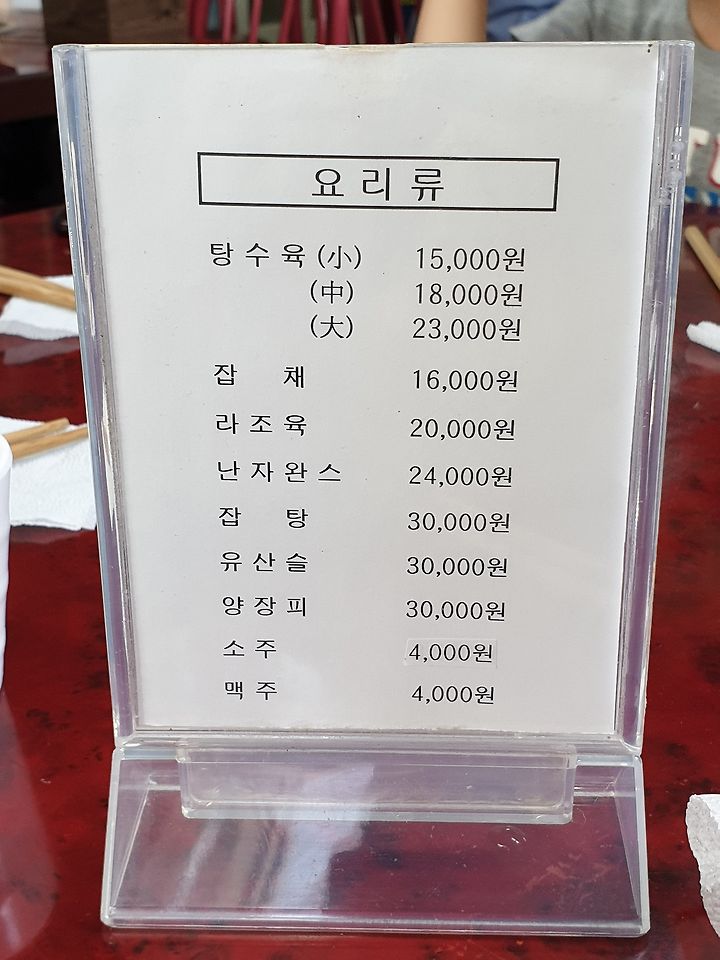 요리류
탕수육(小) 15,000원
(中) 18,000원
(大) 23,000원
잡 채 16,000원
라조육 20,000원
난자완스 24,000원
잡 탕 30,000원
유산슬 30,000원
양장피 30,000원
소주 4,000원
맥주 4,000원